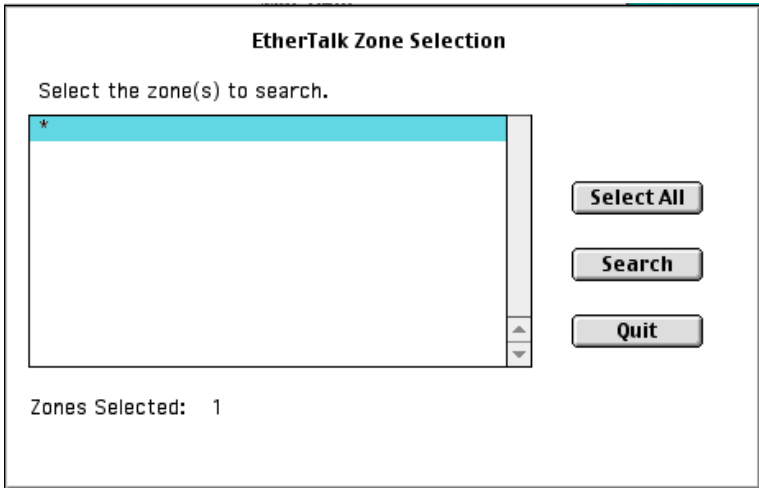 EtherTalk Zone Selection
Select the zone(s) to search.
*
Select All
Search
Quit
Zones Selected: 1